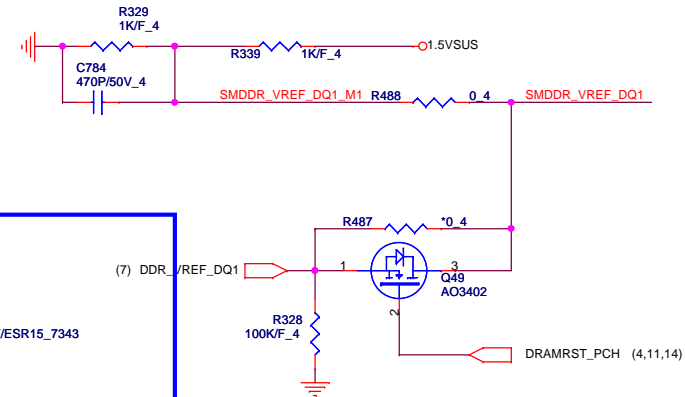 R329
1K/F_4
R339
1K/F_4
1.5VSUS
C784
470P/50V_4
SMDDR_VREF_DQ1_M1
R488
0_4
SMDDR_VREF_DQ1
R487
*0_4
(7) DDR_VREF_DQ1
1
3
Q49
AO3402
2
R328
100K/F_4
/ESR15_7343
DRAMRST_PCH (4,11,14)